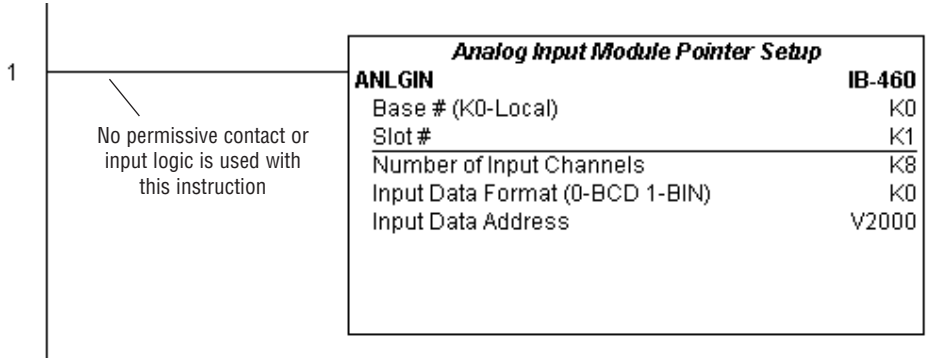 Analog Input Module Pointer Setup
1
ANLGIN IB-460
Base # (K0-Local) K0
Slot # K1
No permissive contact or
input logic is used with
this instruction
Number of Input Channels K8
Input Data Format (0-BCD 1-BIN) K0
Input Data Address V2000